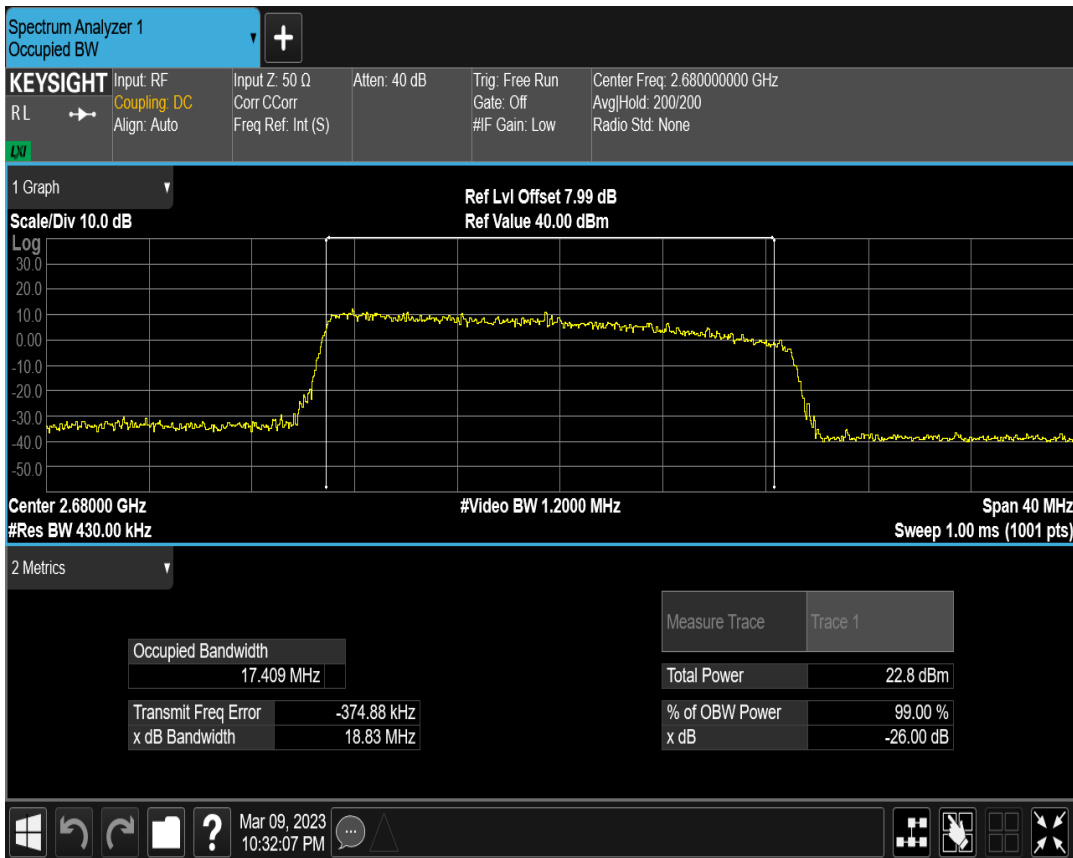 Spectrum Analyzer 1
Occupied BW
+
KEYSIGHT
RL
LXI
Input: RF
Coupling: DC
Align: Auto
Input Z: 50 Ω
Corr CCorr
Freq Ref: Int (S)
Atten: 40 dB
Trig: Free Run
Gate: Off
#IF Gain: Low
Center Freq: 2.680000000 GHz
Avg|Hold: 200/200
Radio Std: None
1 Graph
Scale/Div 10.0 dB
Ref Lvl Offset 7.99 dB
Ref Value 40.00 dBm
Log
30.0
20.0
10.0
0.00
-10.0
-20.0
-30.0
-40.0
-50.0
Center 2.68000 GHz
#Video BW 1.2000 MHz
Span 40 MHz
#Res BW 430.00 kHz
Sweep 1.00 ms (1001 pts)
2 Metrics
Measure Trace Trace 1
Occupied Bandwidth
17.409 MHz
Total Power 22.8 dBm
Transmit Freq Error -374.88 kHz
% of OBW Power 99.00 %
x dB Bandwidth 18.83 MHz
x dB -26.00 dB
?
Mar 09, 2023
10:32:07 PM